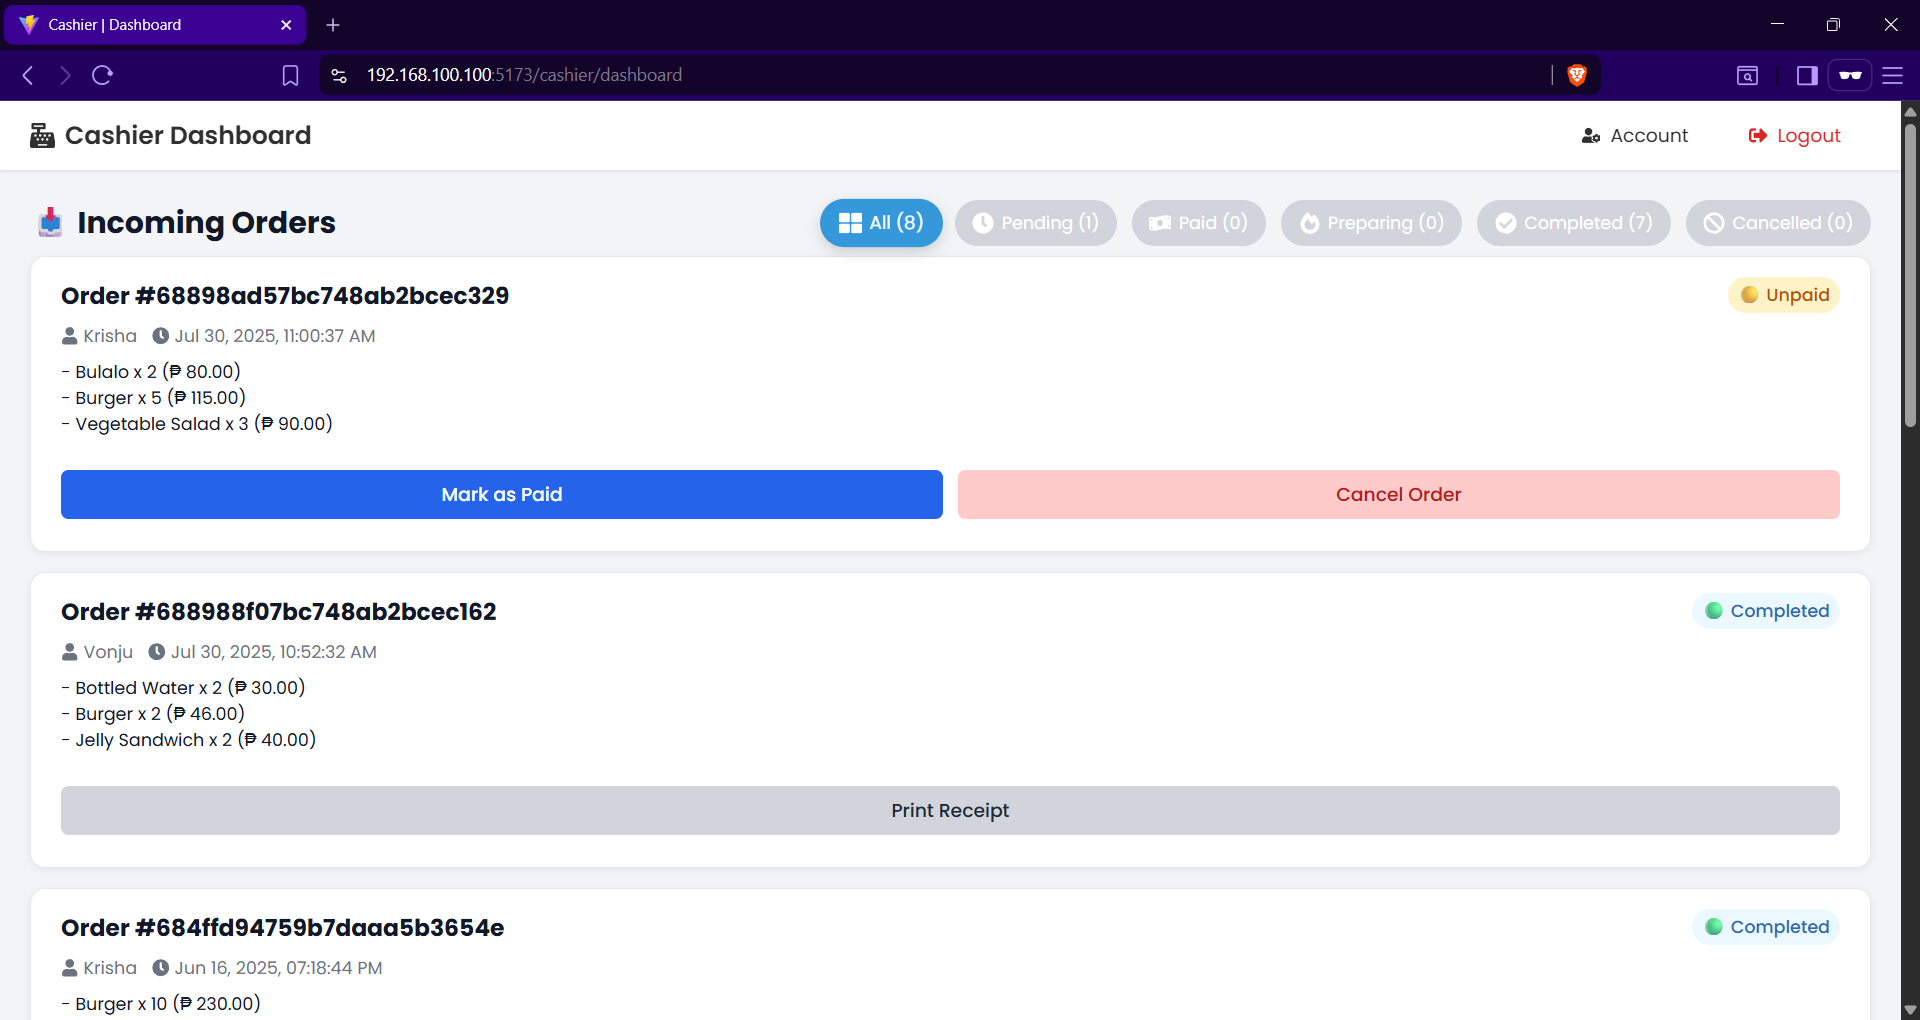 Cashier | Dashboard
192.168.100.100:5173/cashier/dashboard
Cashier Dashboard
Account
Logout
Incoming Orders
All (8)
Pending (1)
Paid (0)
Preparing (0)
Completed (7)
Cancelled (0)
Order #68898ad57bc748ab2bcec329
Unpaid
Krisha Jul 30, 2025, 11:00:37 AM
- Bulalo x 2 (₱ 80.00)
- Burger x 5 (₱ 115.00)
- Vegetable Salad x 3 (₱ 90.00)
Mark as Paid
Cancel Order
Order #688988f07bc748ab2bcec162
Completed
Vonju Jul 30, 2025, 10:52:32 AM
- Bottled Water x 2 (₱ 30.00)
- Burger x 2 (₱ 46.00)
- Jelly Sandwich x 2 (₱ 40.00)
Print Receipt
Order #684ffd94759b7daaa5b3654e
Completed
Krisha Jun 16, 2025, 07:18:44 PM
- Burger x 10 (₱ 230.00)